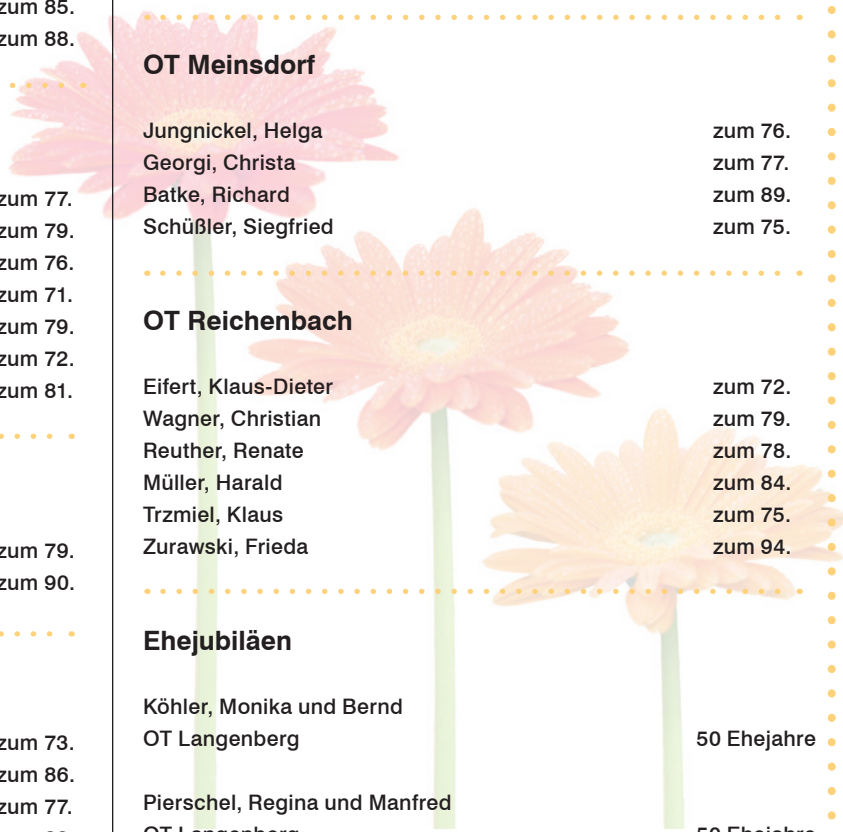 zum 85.
zum 88.
zum 77.
zum 79.
zum 76.
zum 71.
zum 79.
zum 72.
zum 81.
zum 79.
zum 90.
zum 73.
zum 86.
zum 77.
OT Meinsdorf
Jungnickel, Helga zum 76.
Georgi, Christa zum 77.
Batke, Richard zum 89.
Schüßler, Siegfried zum 75.
OT Reichenbach
Eifert, Klaus-Dieter zum 72.
Wagner, Christian zum 79.
Reuther, Renate zum 78.
Müller, Harald zum 84.
Trzmiel, Klaus zum 75.
Zurawski, Frieda zum 94.
Ehejubiläen
Köhler, Monika und Bernd
OT Langenberg 50 Ehejahre
Pierschel, Regina und Manfred
OT Langenberg 50 Ehejahre